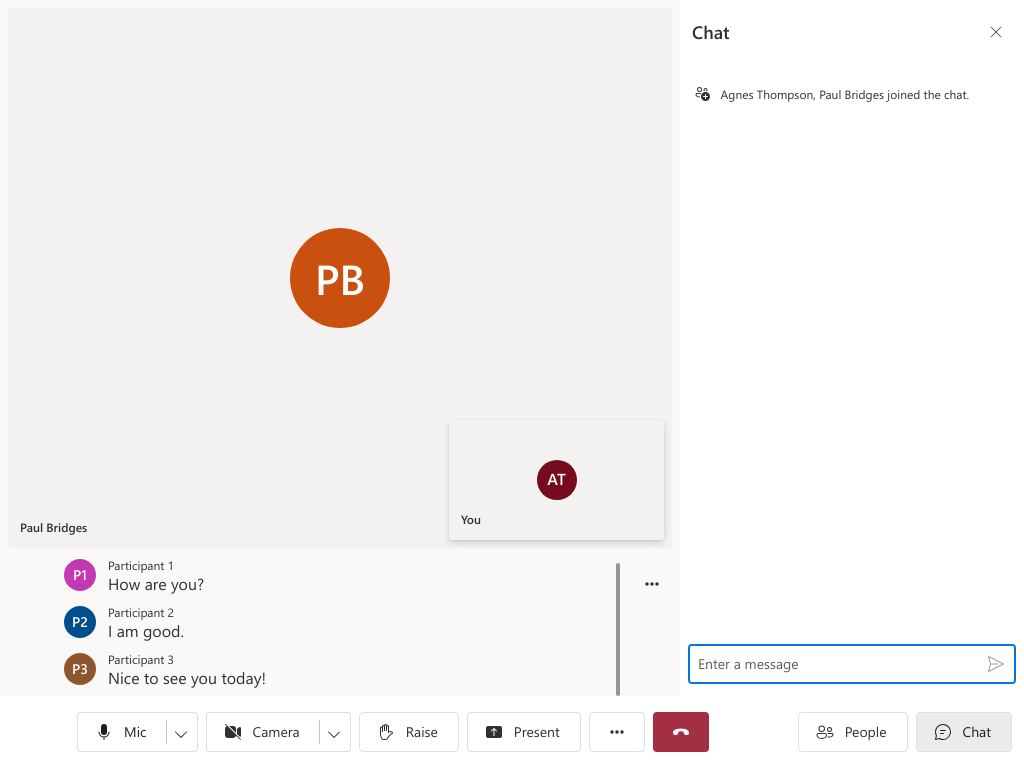 Chat
Agnes Thompson, Paul Bridges joined the chat.
PB
AT
You
Paul Bridges
P1
Participant 1
How are you?
P2
Participant 2
I am good.
P3
Participant 3
Nice to see you today!
Enter a message
Mic
Camera
Raise
Present
People
Chat